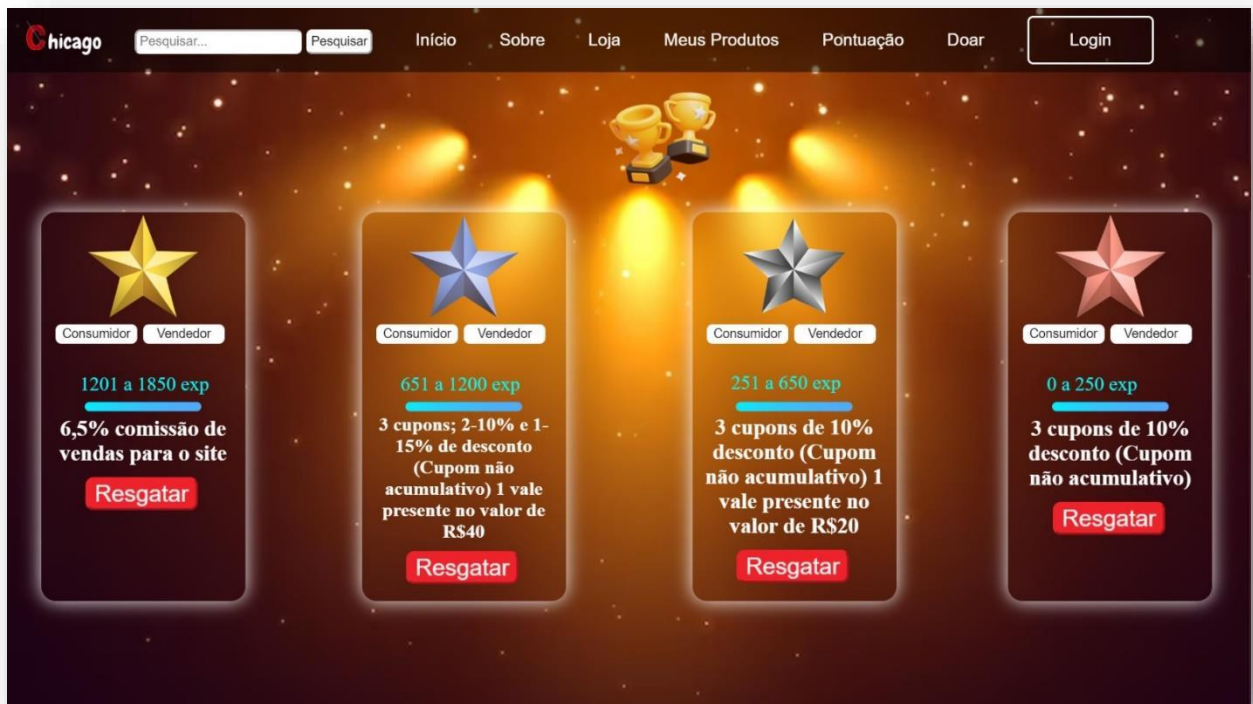 Chicago
Pesquisar...
Pesquisar
Início
Sobre
Loja
Meus Produtos
Pontuação
Doar
Login
Consumidor
Vendedor
1201 a 1850 exp
6,5% comissão de
vendas para o site
Resgatar
Consumidor
Vendedor
651 a 1200 exp
3 cupons; 2-10% e 1-
15% de desconto
(Cupom não
acumulativo) 1 vale
presente no valor de
R$40
Resgatar
Consumidor
Vendedor
251 a 650 exp
3 cupons de 10%
desconto (Cupom
não acumulativo) 1
vale presente no
valor de R$20
Resgatar
Consumidor
Vendedor
0 a 250 exp
3 cupons de 10%
desconto (Cupom
não acumulativo)
Resgatar